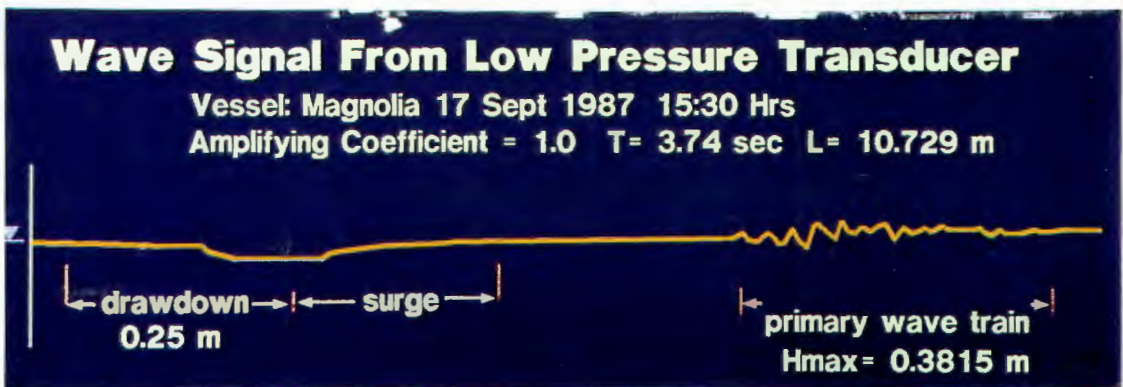 Wave Signal From Low Pressure Transducer
Vessel: Magnolia 17 Sept 1987 15:30 Hrs
Amplifying Coefficient = 1.0 T= 3.74 sec L= 10.729 m
drawdown
0.25 m
surge
primary wave train
Hmax= 0.3815 m